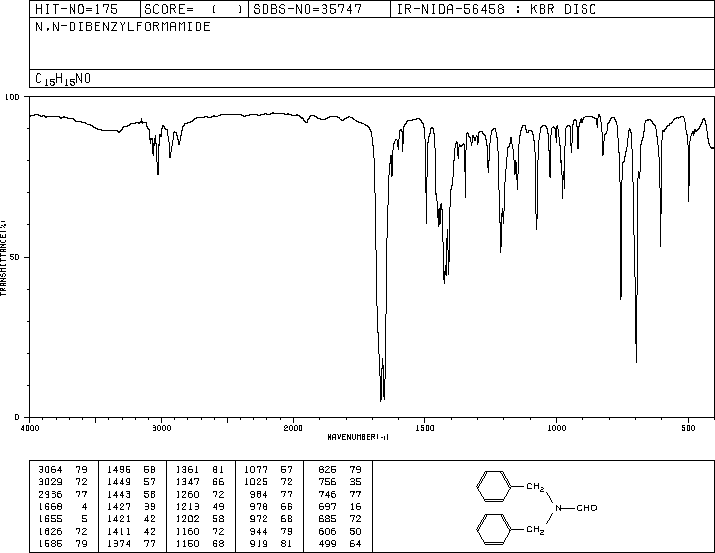 HIT-NO=175 SCORE= ( ) SDBS-NO=35747 IR-NIDA-56458 : KBR DISC
N,N-DIBENZYLFORMAMIDE
C15H15NO
100
50
0
TRANSMITTANCE(%)
4000 3000 2000 1500 1000 500
WAVENUMBER(-1)
3064 79 1496 58 1361 81 1077 57 826 79
3029 72 1449 57 1347 66 1025 72 756 35
2936 77 1443 58 1260 72 984 77 746 77
1668 4 1427 39 1213 49 978 66 697 16
1655 5 1421 42 1202 58 972 68 685 72
1626 72 1411 42 1160 72 944 79 606 50
1586 79 1374 77 1150 68 919 81 499 64
CH2
N CHO
CH2